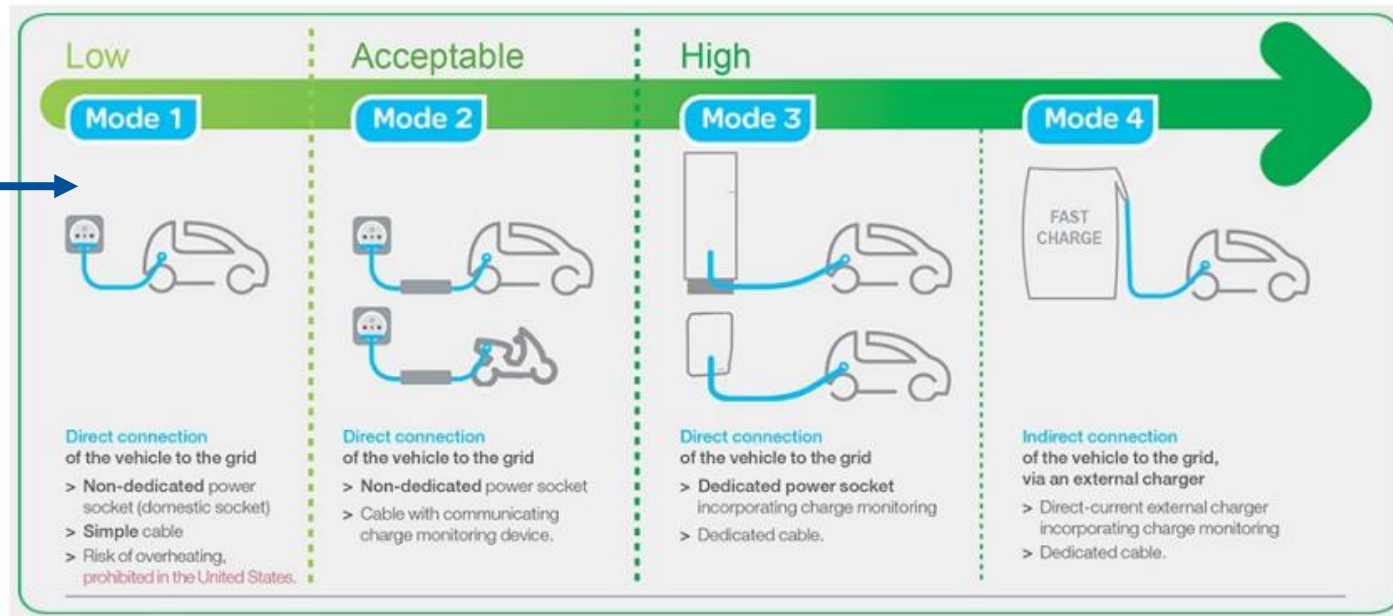 Low
Acceptable
High
Mode 1
Mode 2
Mode 3
Mode 4
FAST
CHARGE
Direct connection
of the vehicle to the grid
> Non-dedicated power
socket (domestic socket)
> Simple cable
> Risk of overheating,
prohibited in the United States.
Direct connection
of the vehicle to the grid
> Non-dedicated power socket
> Cable with communicating
charge monitoring device.
Direct connection
of the vehicle to the grid
> Dedicated power socket
incorporating charge monitoring
> Dedicated cable.
Indirect connection
of the vehicle to the grid,
via an external charger
> Direct-current external charger
incorporating charge monitoring
> Dedicated cable.